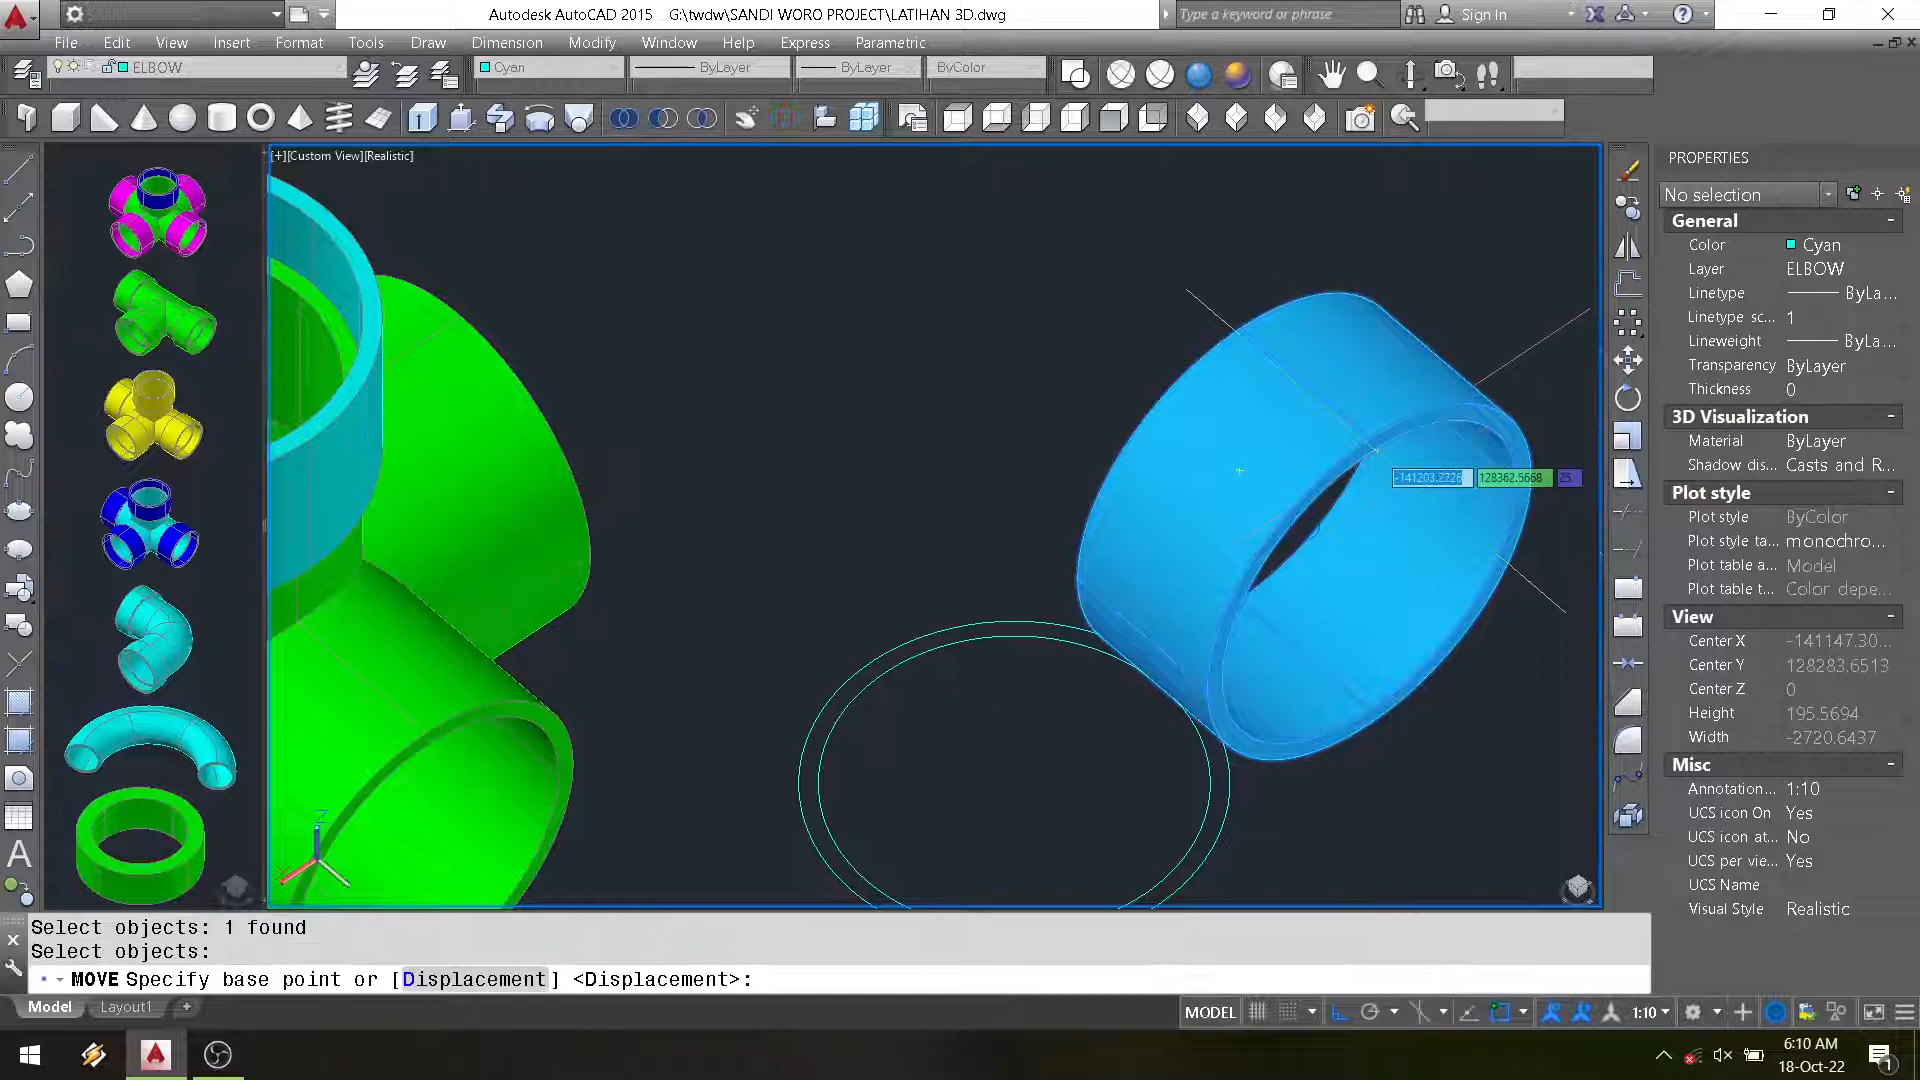 Autodesk AutoCAD 2015 G:\twdw\SANDI WORO PROJECT\LATIHAN 3D.dwg
Type a keyword or phrase
Sign In
File Edit View Insert Format Tools Draw Dimension Modify Window Help Express Parametric
ELBOW
Cyan
ByLayer
ByLayer
ByColor
[+][Custom View][Realistic]
-141203.2726 128362.5668 25
Z
PROPERTIES
No selection
General
Color Cyan
Layer ELBOW
Linetype ByLa...
Linetype sc... 1
Lineweight ByLa...
Transparency ByLayer
Thickness 0
3D Visualization
Material ByLayer
Shadow dis... Casts and R...
Plot style
Plot style ByColor
Plot style ta... monochro...
Plot table a... Model
Plot table t... Color depe...
View
Center X -141147.30...
Center Y 128283.6513
Center Z 0
Height 195.5694
Width -2720.6437
Misc
Annotation... 1:10
UCS icon On Yes
UCS icon at... No
UCS per vie... Yes
UCS Name
Visual Style Realistic
Select objects: 1 found
Select objects:
MOVE Specify base point or [Displacement] <Displacement>:
Model Layout1 +
MODEL
1:10
6:10 AM
18-Oct-22
1